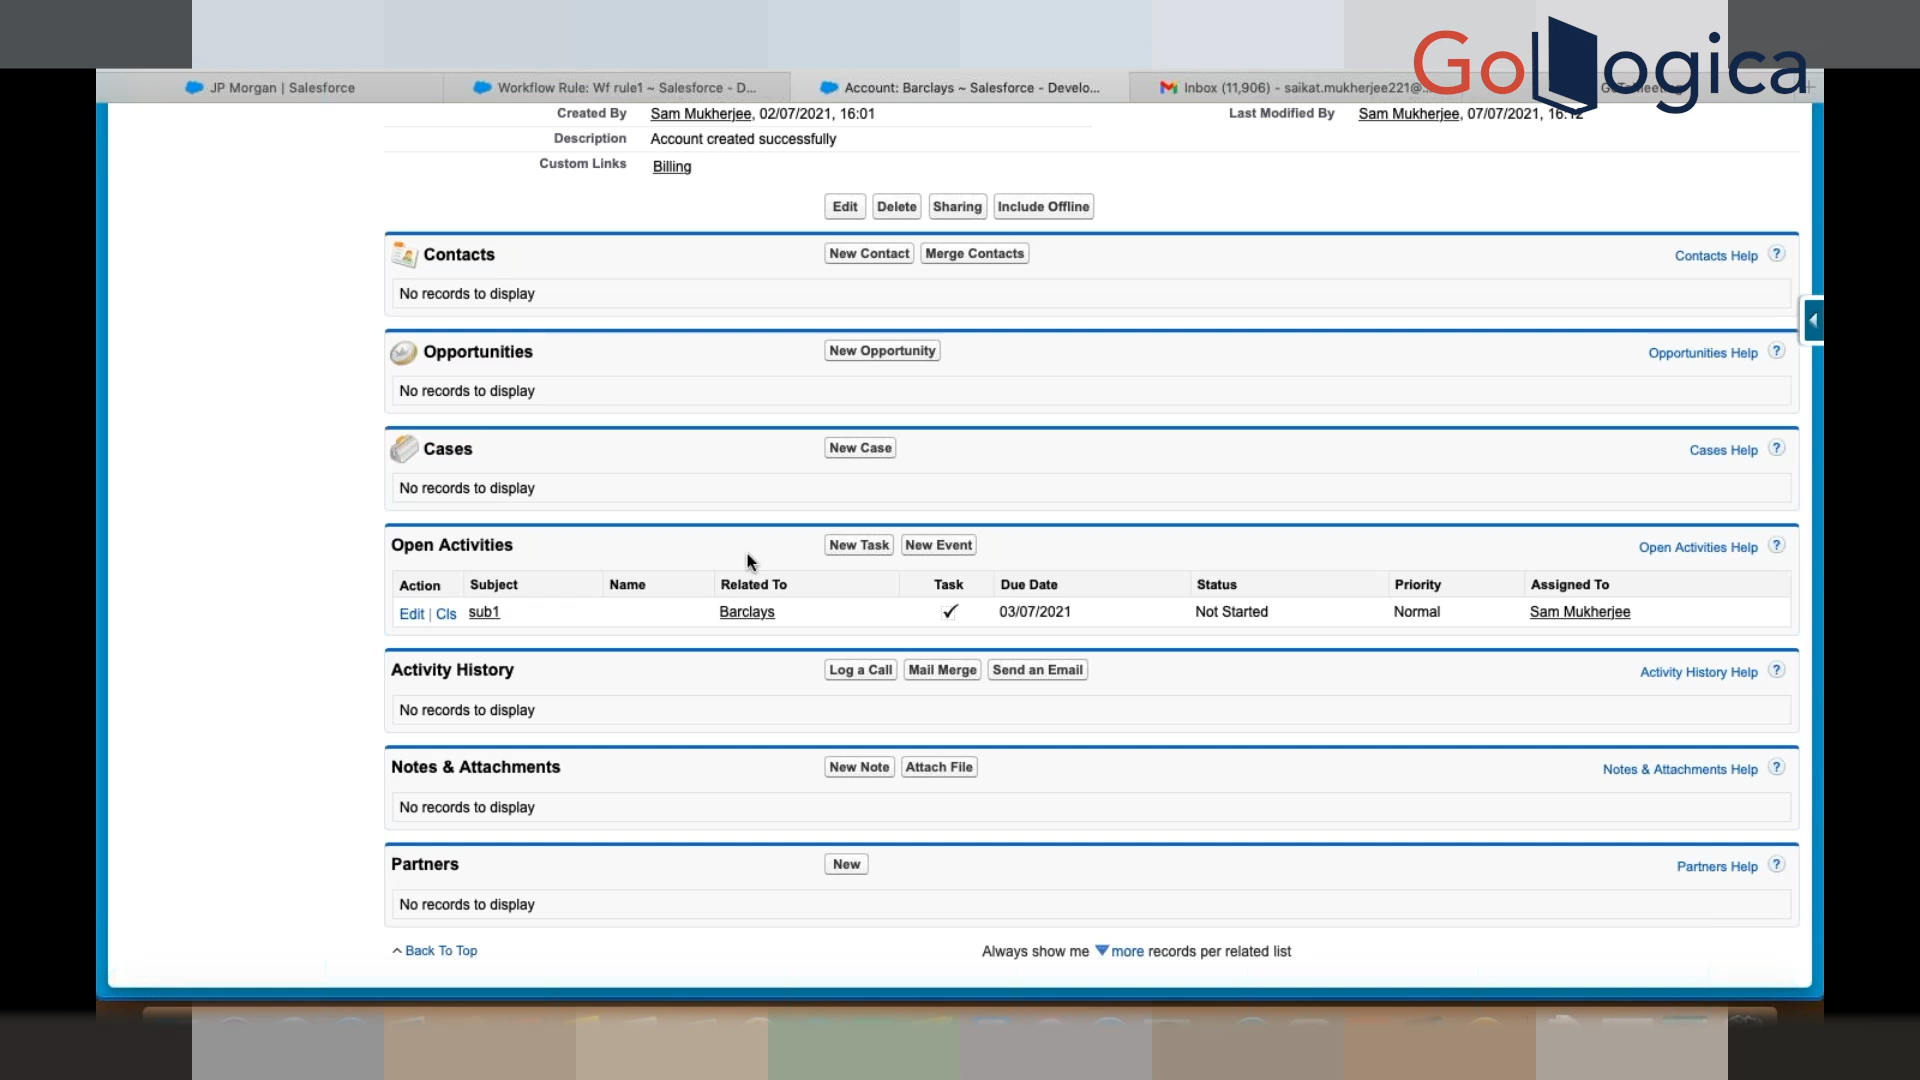 GoLogica
JP Morgan | Salesforce
Workflow Rule: Wf rule1 ~ Salesforce - D...
Account: Barclays ~ Salesforce - Develo...
Inbox (11,906) - saikat.mukherjee221@...
Created By Sam Mukherjee, 02/07/2021, 16:01 Last Modified By Sam Mukherjee, 07/07/2021, 16:12
Description Account created successfully
Custom Links Billing
Edit Delete Sharing Include Offline
Contacts New Contact Merge Contacts Contacts Help ?
No records to display
Opportunities New Opportunity Opportunities Help ?
No records to display
Cases New Case Cases Help ?
No records to display
Open Activities New Task New Event Open Activities Help ?
Action Subject Name Related To Task Due Date Status Priority Assigned To
Edit | Cls sub1 Barclays ✓ 03/07/2021 Not Started Normal Sam Mukherjee
Activity History Log a Call Mail Merge Send an Email Activity History Help ?
No records to display
Notes & Attachments New Note Attach File Notes & Attachments Help ?
No records to display
Partners New Partners Help ?
No records to display
^ Back To Top Always show me ▼more records per related list